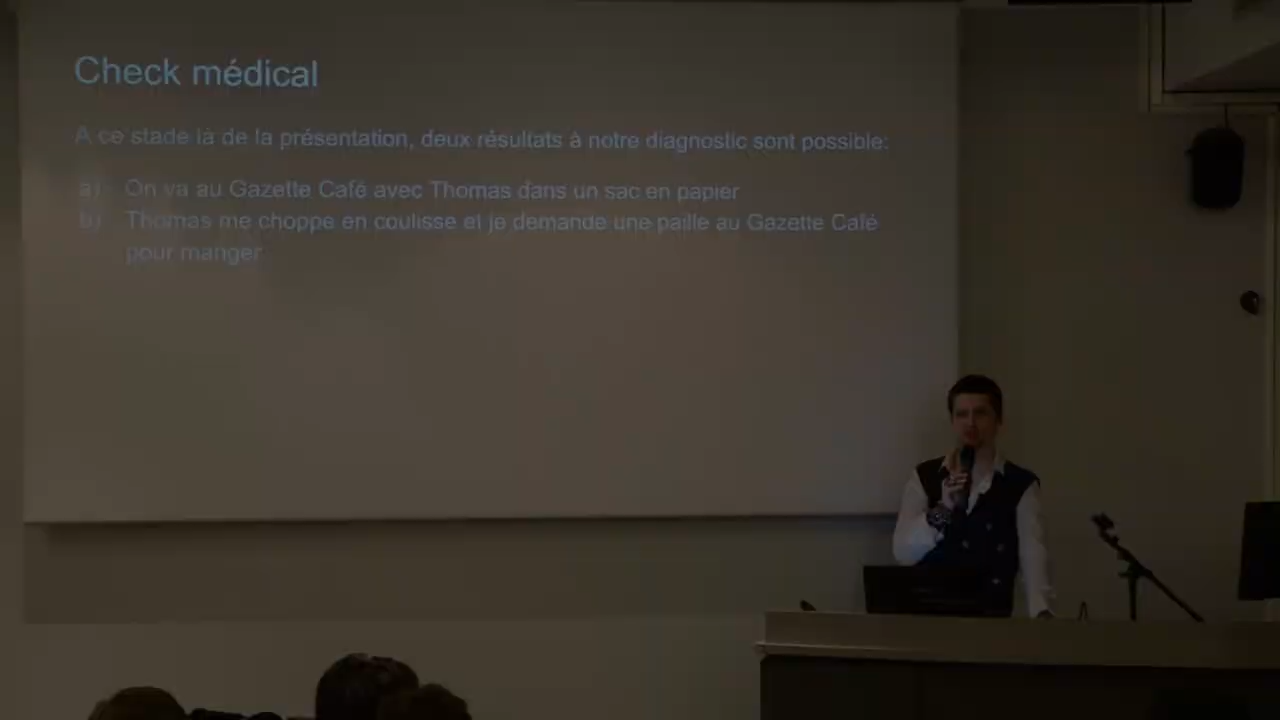 Check médical
A ce stade là de la présentation, deux résultats à notre diagnostic sont possible:
a) On va au Gazette Café avec Thomas dans un sac en papier
b) Thomas me choppe en coulisse et je demande une paille au Gazette Café
pour manger